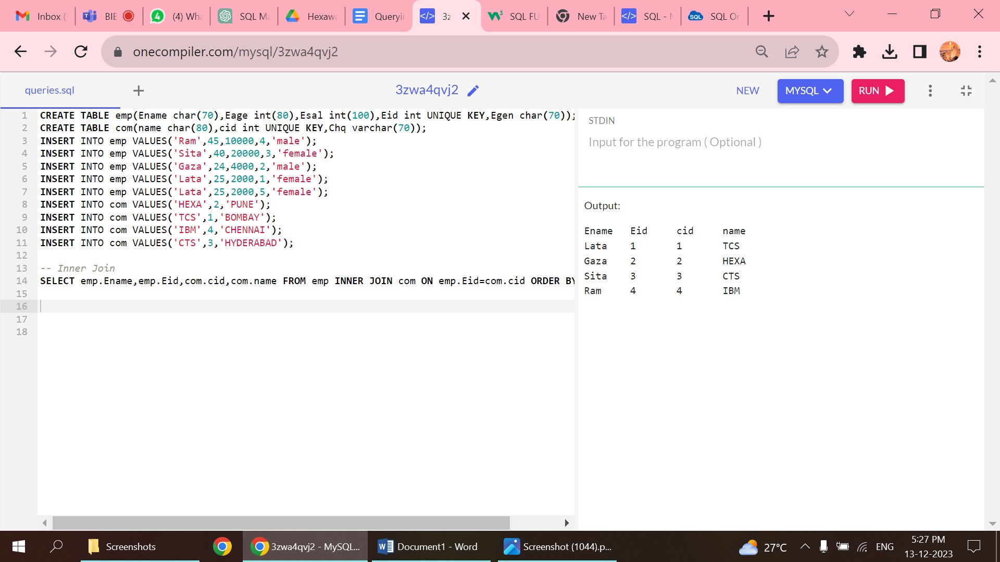 Inbox (
BIE
4
(4) Wha
SQL Ma
Hexawa
Queryin
3z
SQL FU
New Ta
SQL - M
SQL
SQL On
onecompiler.com/mysql/3zwa4qvj2
queries.sql
3zwa4qvj2
NEW
MYSQL
RUN
1 CREATE TABLE emp(Ename char(70),Eage int(80),Esal int(100),Eid int UNIQUE KEY,Egen char(70));
2 CREATE TABLE com(name char(80),cid int UNIQUE KEY,Chq varchar(70));
3 INSERT INTO emp VALUES('Ram',45,10000,4,'male');
4 INSERT INTO emp VALUES('Sita',40,20000,3,'female');
5 INSERT INTO emp VALUES('Gaza',24,4000,2,'male');
6 INSERT INTO emp VALUES('Lata',25,2000,1,'female');
7 INSERT INTO emp VALUES('Lata',25,2000,5,'female');
8 INSERT INTO com VALUES('HEXA',2,'PUNE');
9 INSERT INTO com VALUES('TCS',1,'BOMBAY');
10 INSERT INTO com VALUES('IBM',4,'CHENNAI');
11 INSERT INTO com VALUES('CTS',3,'HYDERABAD');
12
13 -- Inner Join
14 SELECT emp.Ename,emp.Eid,com.cid,com.name FROM emp INNER JOIN com ON emp.Eid=com.cid ORDER BY
15
16
17
18
STDIN
Input for the program ( Optional )
Output:
Ename Eid cid name
Lata 1 1 TCS
Gaza 2 2 HEXA
Sita 3 3 CTS
Ram 4 4 IBM
Screenshots
3zwa4qvj2 - MySQL...
Document1 - Word
Screenshot (1044).p...
27°C
ENG
5:27 PM
13-12-2023